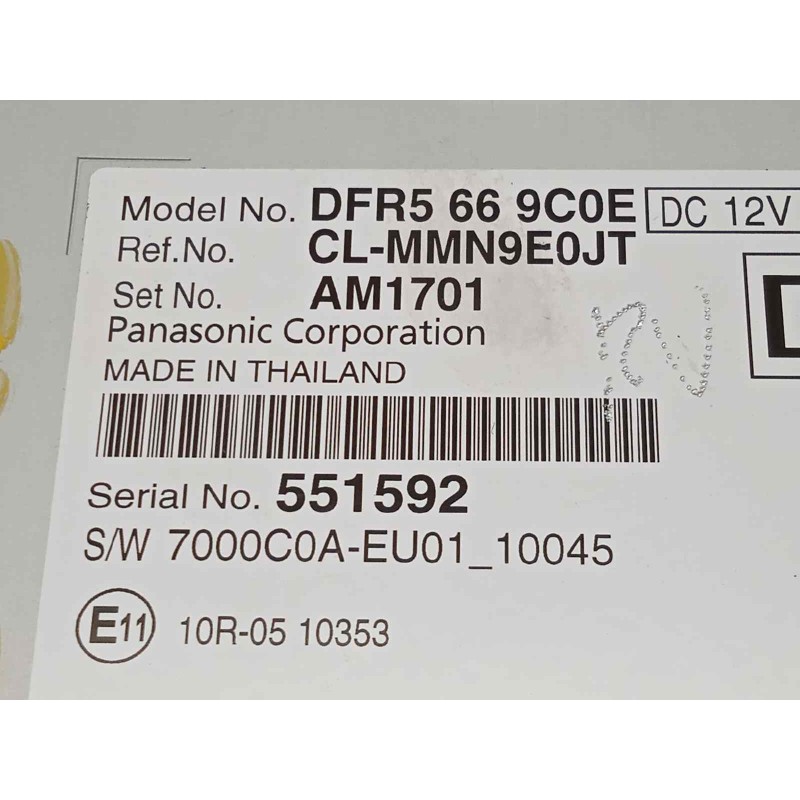 Model No. DFR5 66 9C0E DC 12V
Ref.No. CL-MMN9E0JT
Set No. AM1701
Panasonic Corporation
MADE IN THAILAND
Serial No. 551592
S/W 7000C0A-EU01_10045
E11 10R-05 10353